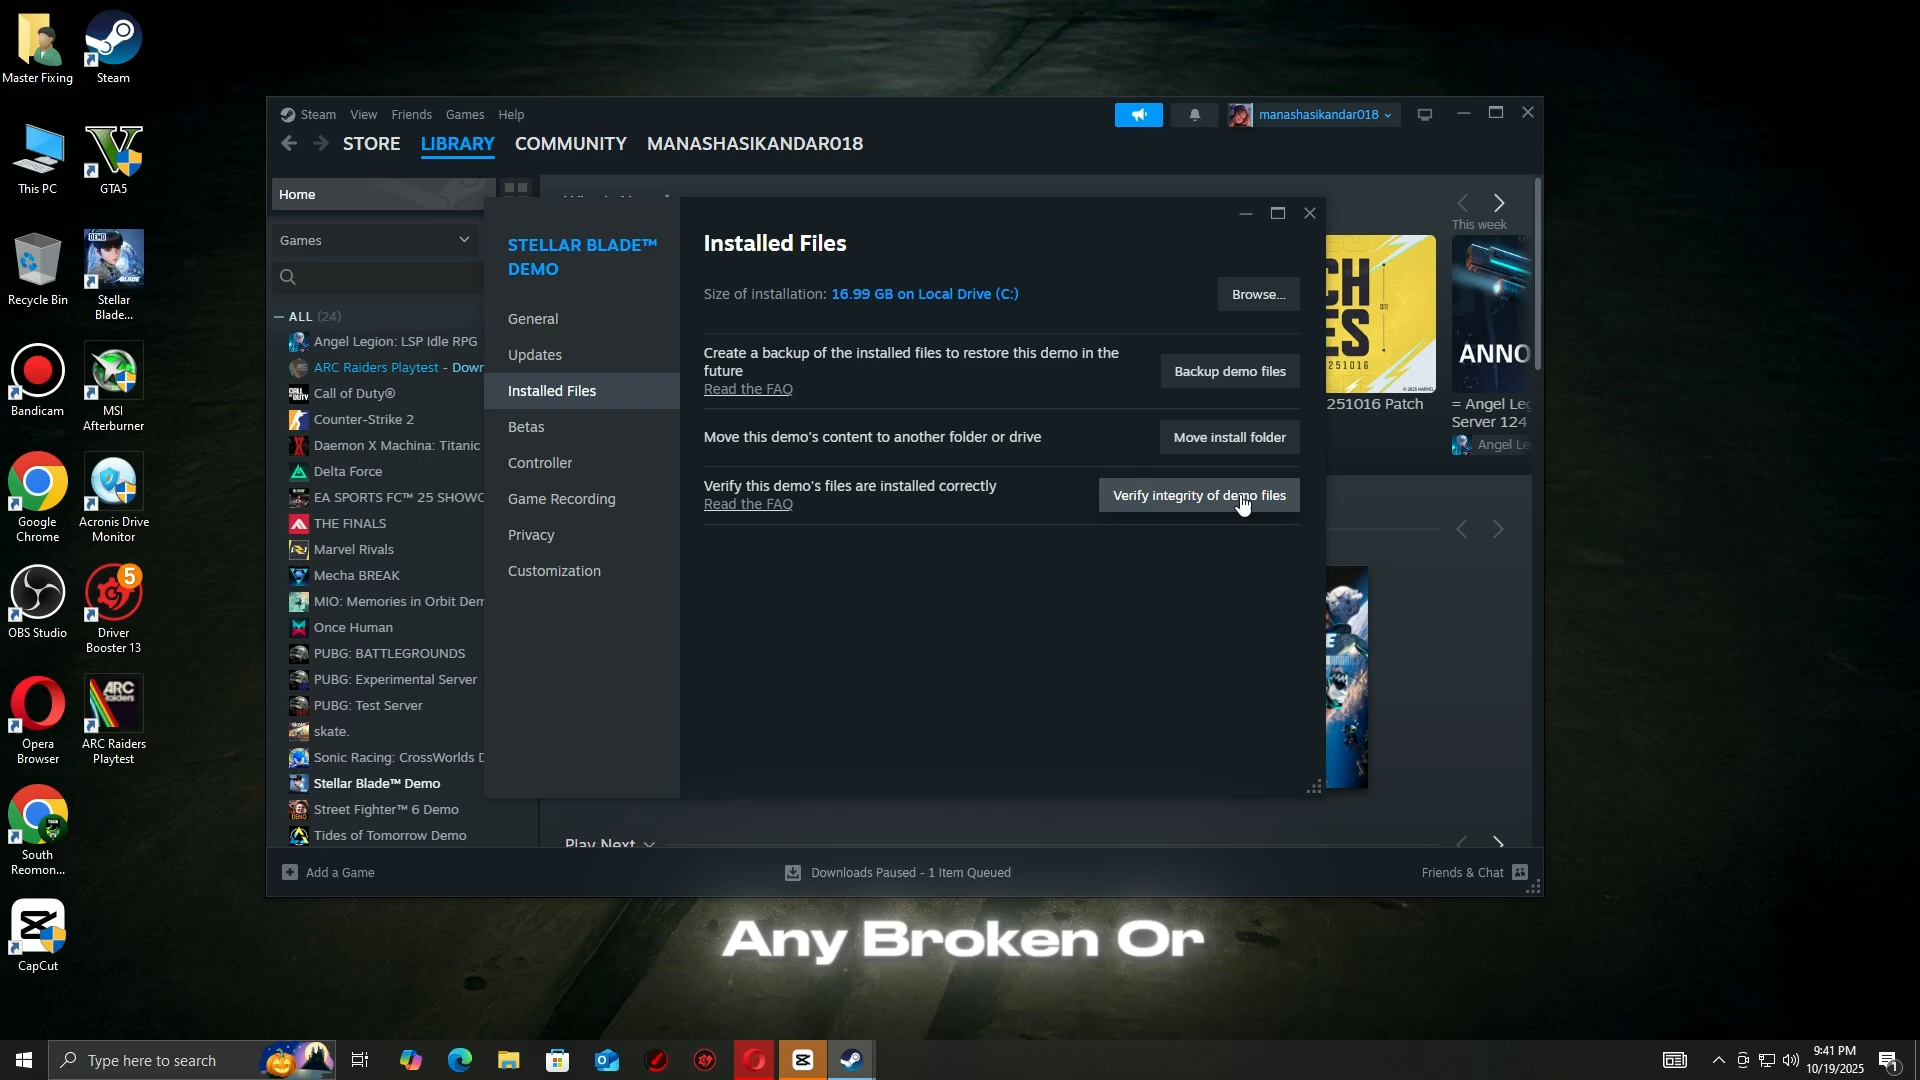 Master Fixing
Steam
This PC
GTA5
Recycle Bin
DEMO
Stellar
Blade...
Bandicam
MSI
Afterburner
Google
Chrome
Acronis Drive
Monitor
OBS Studio
5
Driver
Booster 13
Opera
Browser
ARC
Raiders
ARC Raiders
Playtest
South
Reomon...
CapCut
Steam View Friends Games Help
manashasikandar018
STORE LIBRARY COMMUNITY MANASHASIKANDAR018
Home
Games
ALL (24)
Angel Legion: LSP Idle RPG
ARC Raiders Playtest - Down
Call of Duty®
Counter-Strike 2
Daemon X Machina: Titanic
Delta Force
EA SPORTS FC™ 25 SHOWC
THE FINALS
Marvel Rivals
Mecha BREAK
MIO: Memories in Orbit Dem
Once Human
PUBG: BATTLEGROUNDS
PUBG: Experimental Server
PUBG: Test Server
skate.
Sonic Racing: CrossWorlds D
Stellar Blade™ Demo
Street Fighter™ 6 Demo
Tides of Tomorrow Demo
STELLAR BLADE™
DEMO
General
Updates
Installed Files
Betas
Controller
Game Recording
Privacy
Customization
Installed Files
Size of installation: 16.99 GB on Local Drive (C:)
Browse...
Create a backup of the installed files to restore this demo in the
future
Read the FAQ
Backup demo files
Move this demo's content to another folder or drive
Move install folder
Verify this demo's files are installed correctly
Read the FAQ
Verify integrity of demo files
This week
CH
ES
251016
251016 Patch
ANNO
= Angel Leg
Server 124
Angel Le
Play Next
Add a Game
Downloads Paused - 1 Item Queued
Friends & Chat
Any Broken Or
Type here to search
9:41 PM
10/19/2025
1